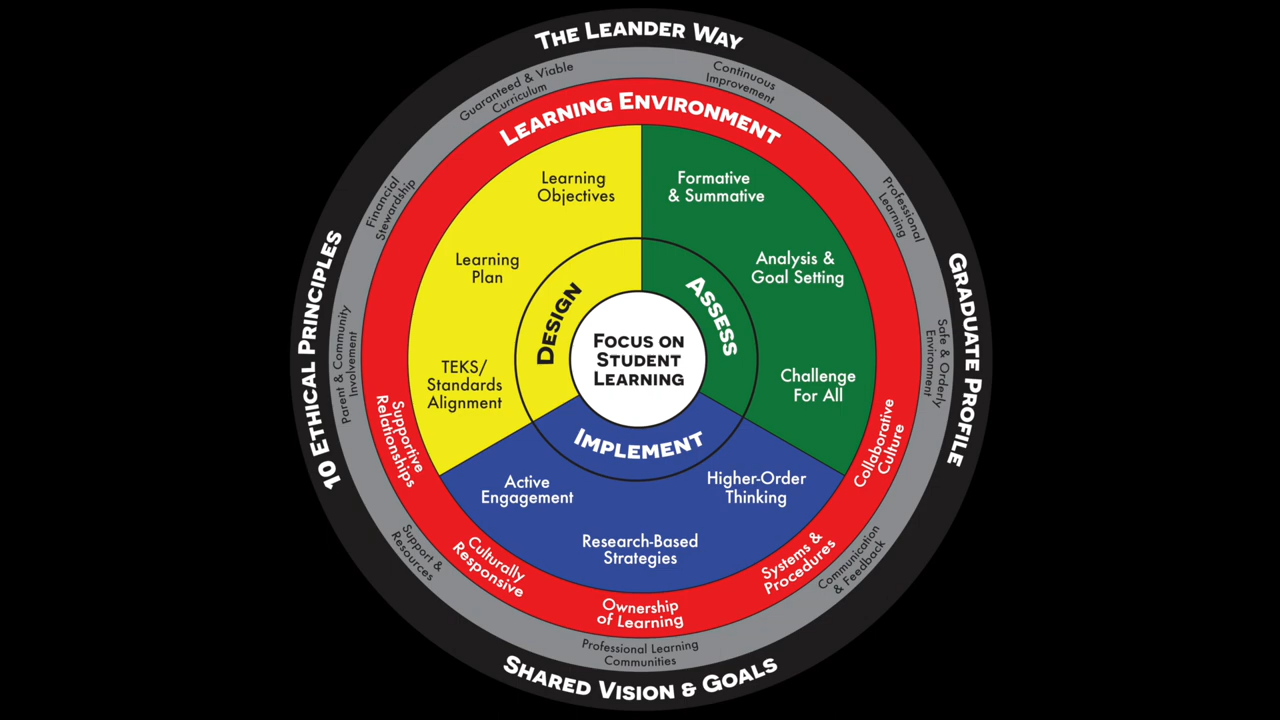 THE LEANDER WAY
Guaranteed & Viable
Curriculum
Continuous
Improvement
LEARNING ENVIRONMENT
Financial
Stewardship
Professional
Learning
Learning
Objectives
Formative
& Summative
Learning
Plan
Analysis &
Goal Setting
DESIGN
ASSESS
FOCUS ON
STUDENT
LEARNING
10 ETHICAL PRINCIPLES
GRADUATE PROFILE
Parent & Community
Involvement
Safe & Orderly
Environment
TEKS/
Standards
Alignment
Challenge
For All
Supportive
Relationships
Collaborative
Culture
IMPLEMENT
Active
Engagement
Higher-Order
Thinking
Research-Based
Strategies
Support &
Resources
Culturally
Responsive
Systems &
Procedures
Communication
& Feedback
Ownership
of Learning
Professional Learning
Communities
SHARED VISION & GOALS